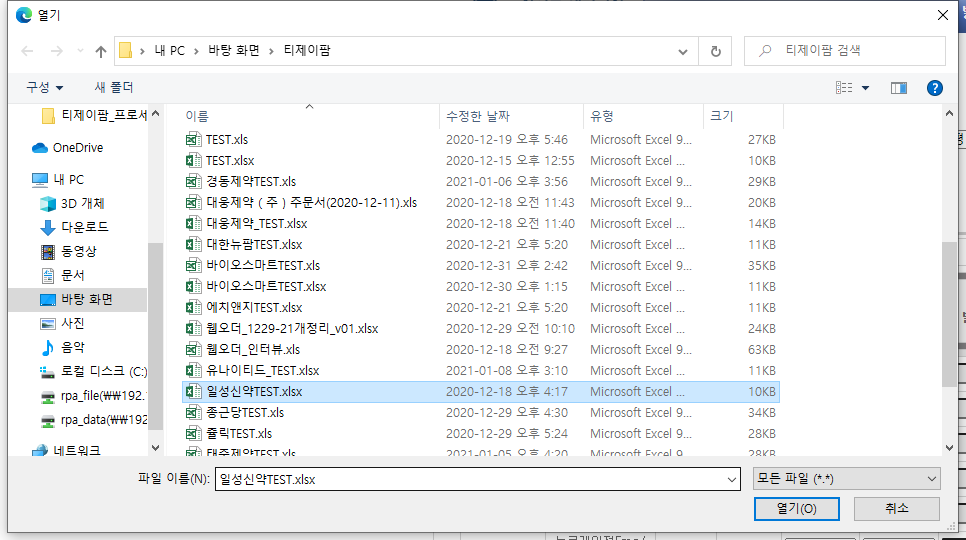 열기
내 PC › 바탕 화면 › 티제이팜
티제이팜 검색
구성
새 폴더
이름 수정한 날짜 유형 크기
티제이팜_프로세
OneDrive
내 PC
3D 개체
다운로드
동영상
문서
바탕 화면
사진
음악
로컬 디스크 (C:)
rpa_file(₩₩192.1
rpa_data(₩₩192
네트워크
TEST.xls 2020-12-19 오후 5:46 Microsoft Excel 9... 27KB
TEST.xlsx 2020-12-15 오후 12:55 Microsoft Excel ... 10KB
경동제약TEST.xls 2021-01-06 오후 3:56 Microsoft Excel 9... 29KB
대웅제약 ( 주 ) 주문서(2020-12-11).xls 2020-12-18 오전 11:43 Microsoft Excel 9... 20KB
대웅제약_TEST.xlsx 2020-12-18 오전 11:40 Microsoft Excel ... 14KB
대한뉴팜TEST.xlsx 2020-12-21 오후 5:20 Microsoft Excel ... 11KB
바이오스마트TEST.xls 2020-12-31 오후 2:42 Microsoft Excel 9... 35KB
바이오스마트TEST.xlsx 2020-12-30 오후 1:15 Microsoft Excel ... 11KB
에치앤지TEST.xlsx 2020-12-21 오후 5:20 Microsoft Excel ... 11KB
웹오더_1229-21개정리_v01.xlsx 2020-12-29 오전 10:10 Microsoft Excel ... 24KB
웹오더_인터뷰.xls 2020-12-18 오후 9:27 Microsoft Excel 9... 63KB
유나이티드_TEST.xlsx 2021-01-08 오후 3:10 Microsoft Excel ... 11KB
일성신약TEST.xlsx 2020-12-18 오후 4:17 Microsoft Excel ... 10KB
종근당TEST.xls 2020-12-29 오후 4:30 Microsoft Excel 9... 34KB
쥴릭TEST.xls 2020-12-29 오후 5:24 Microsoft Excel 9... 28KB
태준제약TEST.xls 2021-01-05 오후 4:20 Microsoft Excel 9... 28KB
파일 이름(N): 일성신약TEST.xlsx
모든 파일 (*.*)
열기(O)
취소